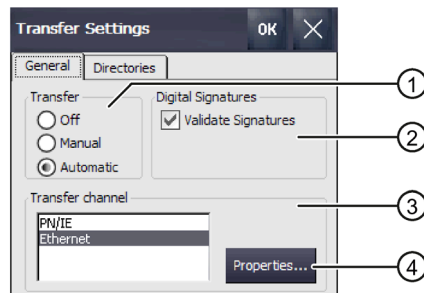 Transfer Settings OK
General Directories
Transfer Digital Signatures
Off Validate Signatures
Manual
Automatic
Transfer channel
PN/IE
Ethernet
Properties...
1
2
3
4